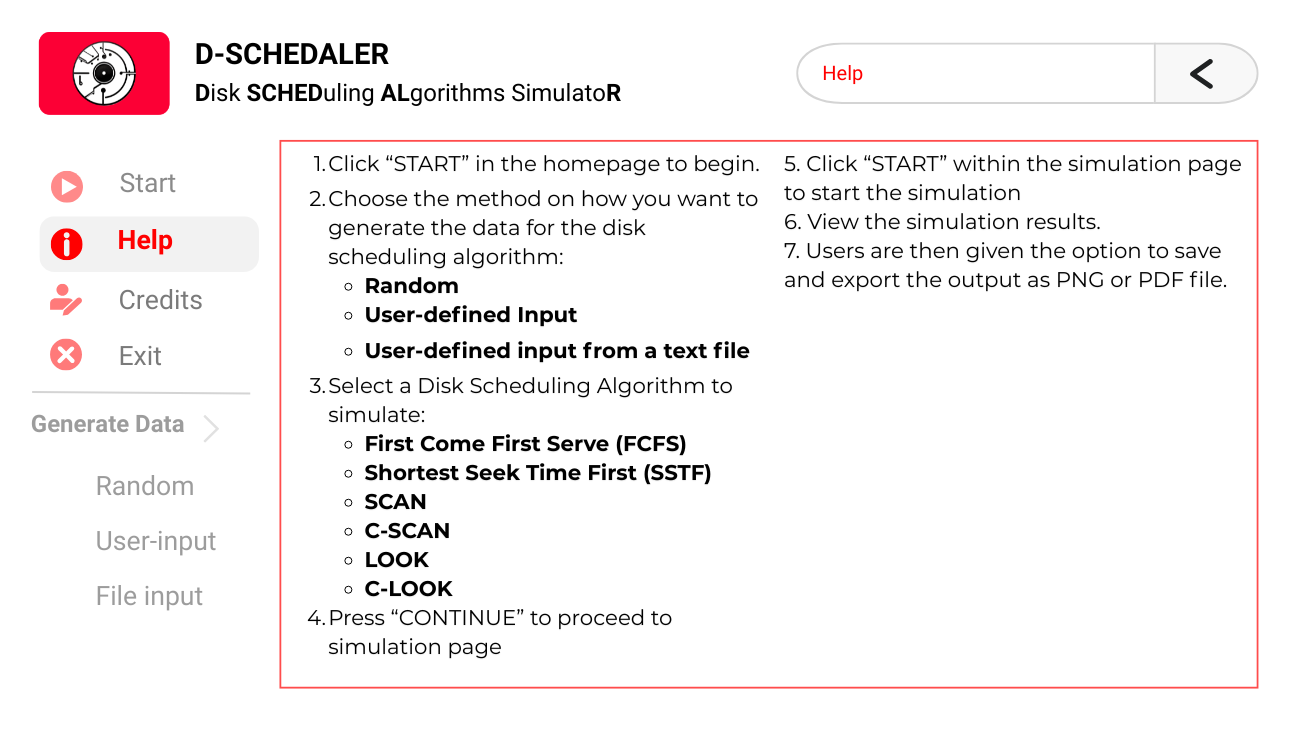 D-SCHEDALER
Disk SCHEDuling ALgorithms SimulatoR
Help
Start
Help
Credits
Exit
Generate Data
Random
User-input
File input
1. Click “START” in the homepage to begin.
2. Choose the method on how you want to
generate the data for the disk
scheduling algorithm:
Random
User-defined Input
User-defined input from a text file
3. Select a Disk Scheduling Algorithm to
simulate:
First Come First Serve (FCFS)
Shortest Seek Time First (SSTF)
SCAN
C-SCAN
LOOK
C-LOOK
4. Press “CONTINUE” to proceed to
simulation page
5. Click “START” within the simulation page
to start the simulation
6. View the simulation results.
7. Users are then given the option to save
and export the output as PNG or PDF file.